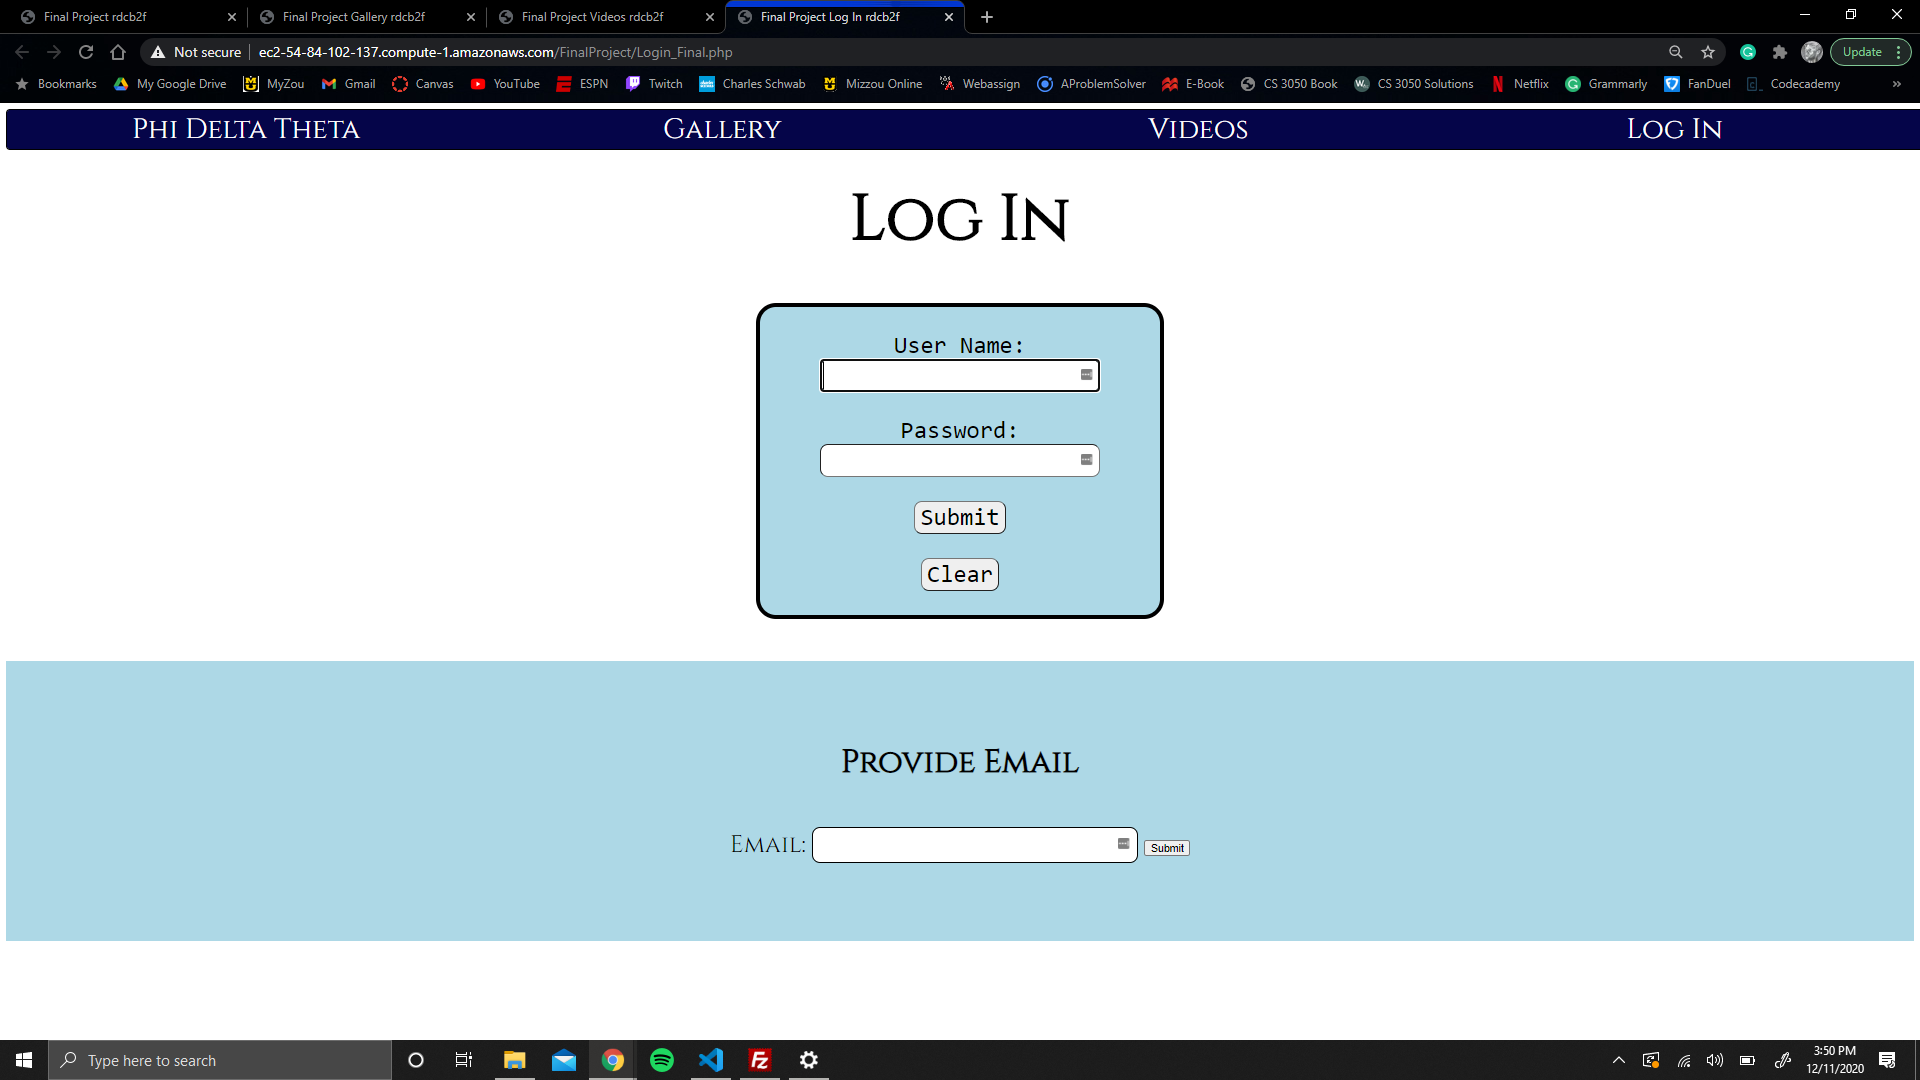 Final Project rdcb2f Final Project Gallery rdcb2f Final Project Videos rdcb2f Final Project Log In rdcb2f
Not secure ec2-54-84-102-137.compute-1.amazonaws.com/FinalProject/Login_Final.php Update
Bookmarks My Google Drive MyZou Gmail Canvas YouTube ESPN Twitch Charles Schwab Mizzou Online Webassign AProblemSolver E-Book CS 3050 Book CS 3050 Solutions Netflix Grammarly FanDuel Codecademy »
Phi Delta Theta Gallery Videos Log In
Log In
User Name:
Password:
Submit
Clear
Provide Email
Email: Submit
Type here to search
3:50 PM
12/11/2020